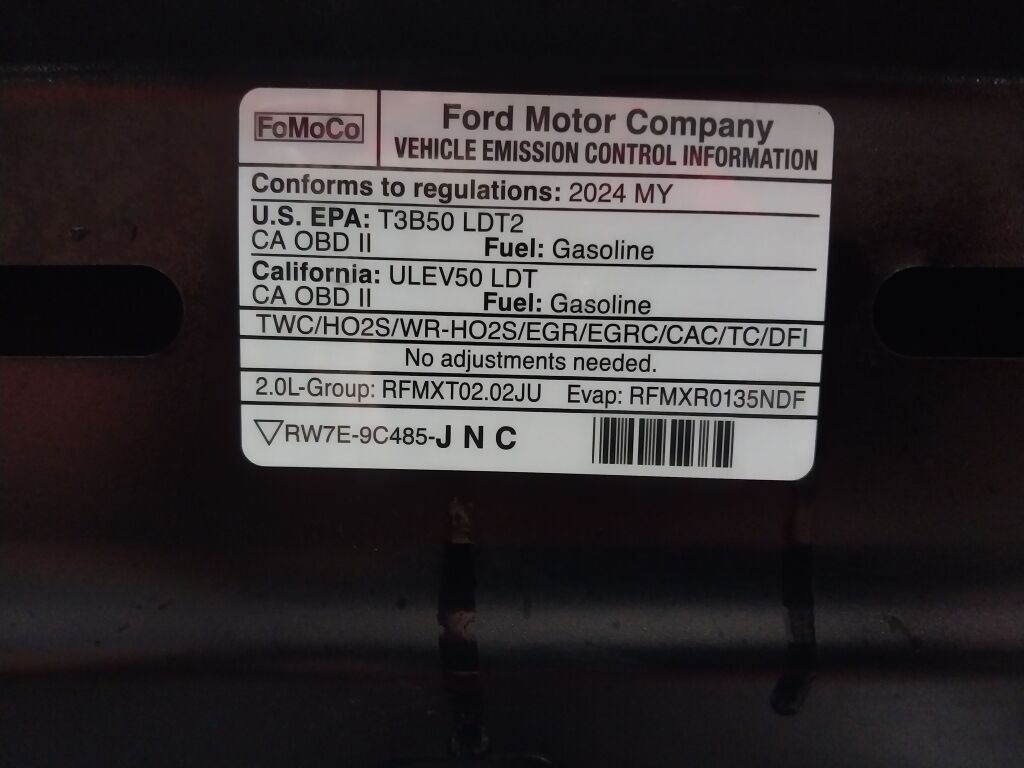 FoMoCo
Ford Motor Company
VEHICLE EMISSION CONTROL INFORMATION
Conforms to regulations: 2024 MY
U.S. EPA: T3B50 LDT2
CA OBD II Fuel: Gasoline
California: ULEV50 LDT
CA OBD II Fuel: Gasoline
TWC/HO2S/WR-HO2S/EGR/EGRC/CAC/TC/DFI
No adjustments needed.
2.0L-Group: RFMXT02.02JU Evap: RFMXR0135NDF
RW7E-9C485-J N C